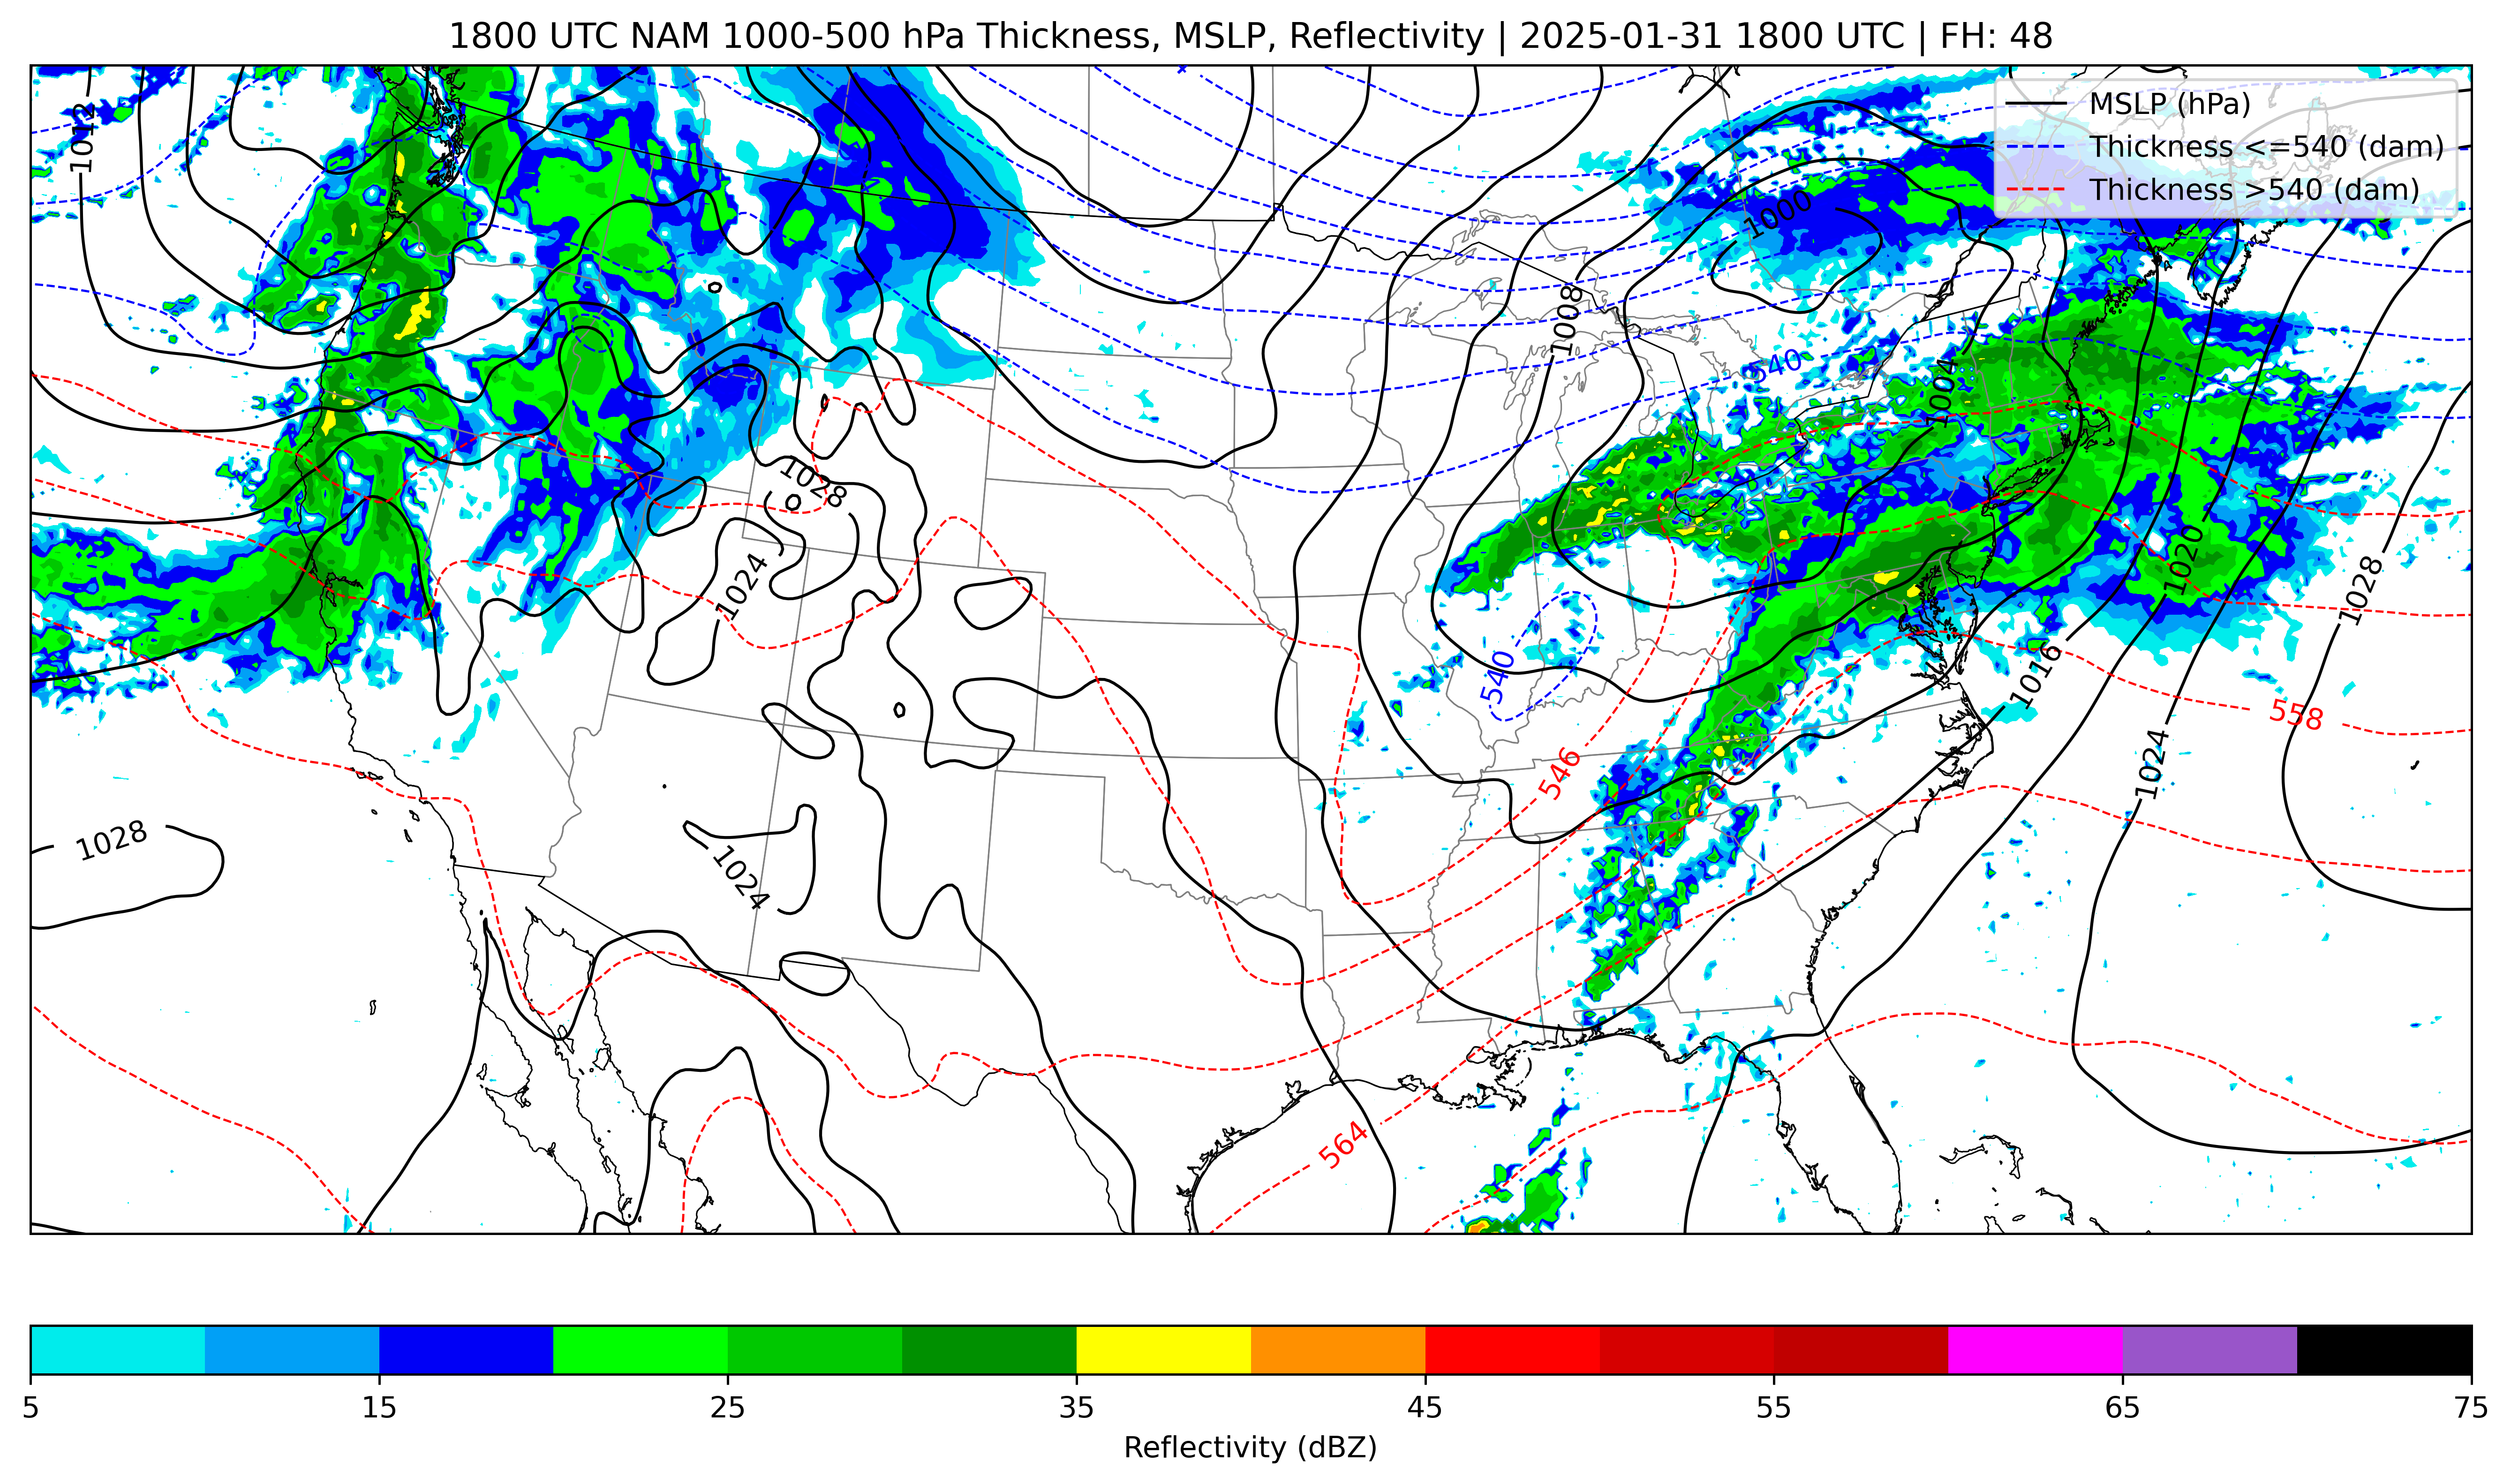 1800 UTC NAM 1000-500 hPa Thickness, MSLP, Reflectivity | 2025-01-31 1800 UTC | FH: 48
MSLP (hPa)
Thickness <=540 (dam)
Thickness >540 (dam)
1012
1000
1008
540
1004
1028
1020
1024
1028
540
1016
558
546
1024
1028
1024
564
5 15 25 35 45 55 65 75
Reflectivity (dBZ)